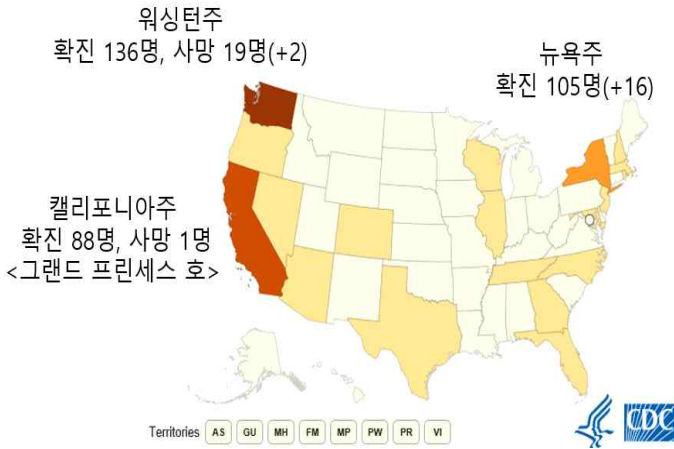 워싱턴주
확진 136명, 사망 19명(+2)
뉴욕주
확진 105명(+16)
캘리포니아주
확진 88명, 사망 1명
<그랜드 프린세스 호>
Territories AS GU MH FM MP PW PR VI
CDC